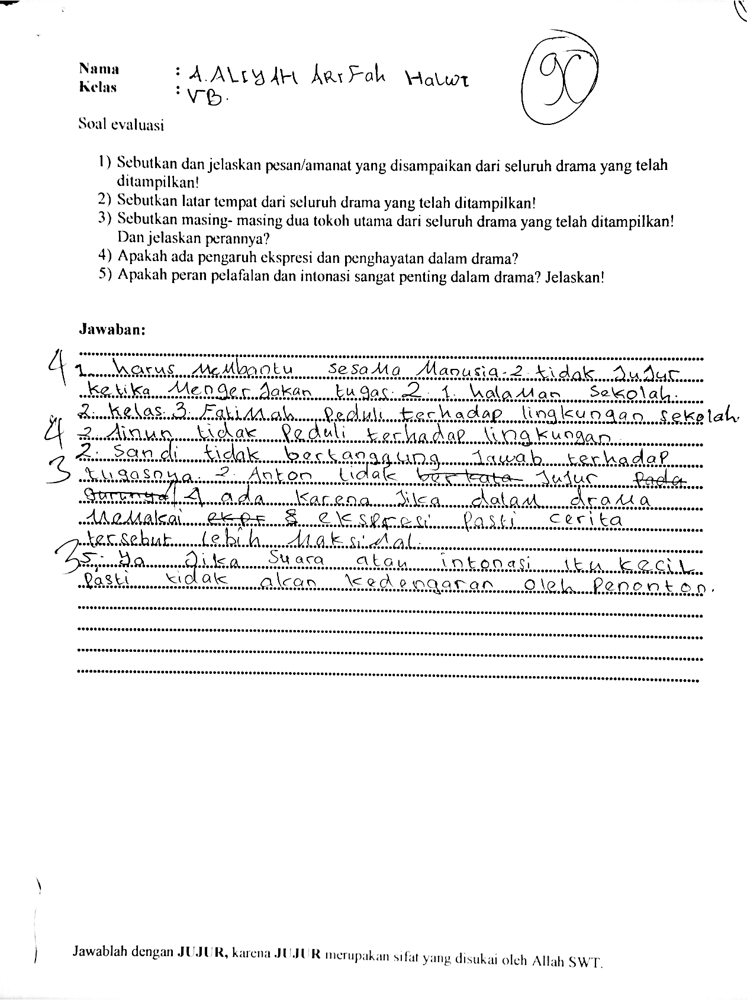 Nama : A. ALIYAH ARIFah Halwi
90
Kelas : VB.
Soal evaluasi
1) Sebutkan dan jelaskan pesan/amanat yang disampaikan dari seluruh drama yang telah
ditampilkan!
2) Sebutkan latar tempat dari seluruh drama yang telah ditampilkan!
3) Sebutkan masing- masing dua tokoh utama dari seluruh drama yang telah ditampilkan!
Dan jelaskan perannya?
4) Apakah ada pengaruh ekspresi dan penghayatan dalam drama?
5) Apakah peran pelafalan dan intonasi sangat penting dalam drama? Jelaskan!
Jawaban:
4 1. harus Membantu sesama Manusia. 2. tidak Jujur
ketika Mengerjakan tugas. 2. 1. halaman sekolah.
2. kelas. 3. Fatimah Peduli terhadap lingkungan sekolah
4 2. Ainun tidak Peduli terhadap lingkungan
2. Sandi tidak bertanggung Jawab terhadap
3 tugasnya. 2. Anton tidak berkata Jujur Pada
gurunya 4 ada karena Jika dalam drama
MeMakai ekspresi Pasti cerita
tersebut lebih Maksimal.
3 5. Ya Jika Suara atau intonasi itu kecil
Pasti tidak akan kedengaran oleh Penonton.
Jawablah dengan JUJUR, karena JUJUR merupakan sifat yang disukai oleh Allah SWT.